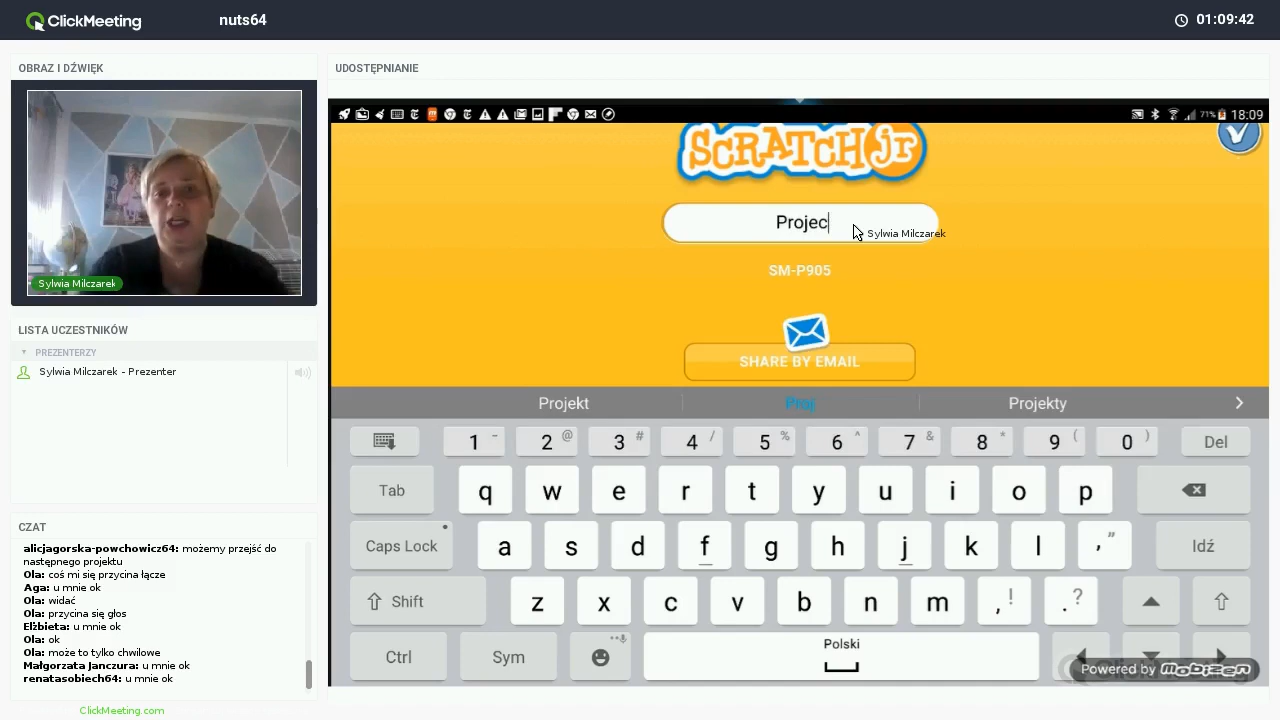 ClickMeeting
nuts64
01:09:42
OBRAZ I DŹWIĘK
Sylwia Milczarek
LISTA UCZESTNIKÓW
PREZENTERZY
Sylwia Milczarek - Prezenter
CZAT
alicjagorska-powchowicz64: możemy przejść do
następnego projektu
Ola: coś mi się przycina łącze
Aga: u mnie ok
Ola: widać
Ola: przycina się głos
Elżbieta: u mnie ok
Ola: ok
Ola: może to tylko chwilowe
Małgorzata Janczura: u mnie ok
renatasobiech64: u mnie ok
ClickMeeting.com
UDOSTĘPNIANIE
71% 18:09
SCRATCH jr
Projec
Sylwia Milczarek
SM-P905
SHARE BY EMAIL
Projekt Proj Projekty
1 - 2 @ 3 # 4 / 5 % 6 ^ 7 & 8 * 9 ( 0 ) Del
Tab q w e r t y u i o p
Caps Lock a s d f g h j k l , " Idź
Shift z x c v b n m , ! . ?
Ctrl Sym Polski
Powered by MOBIZEN